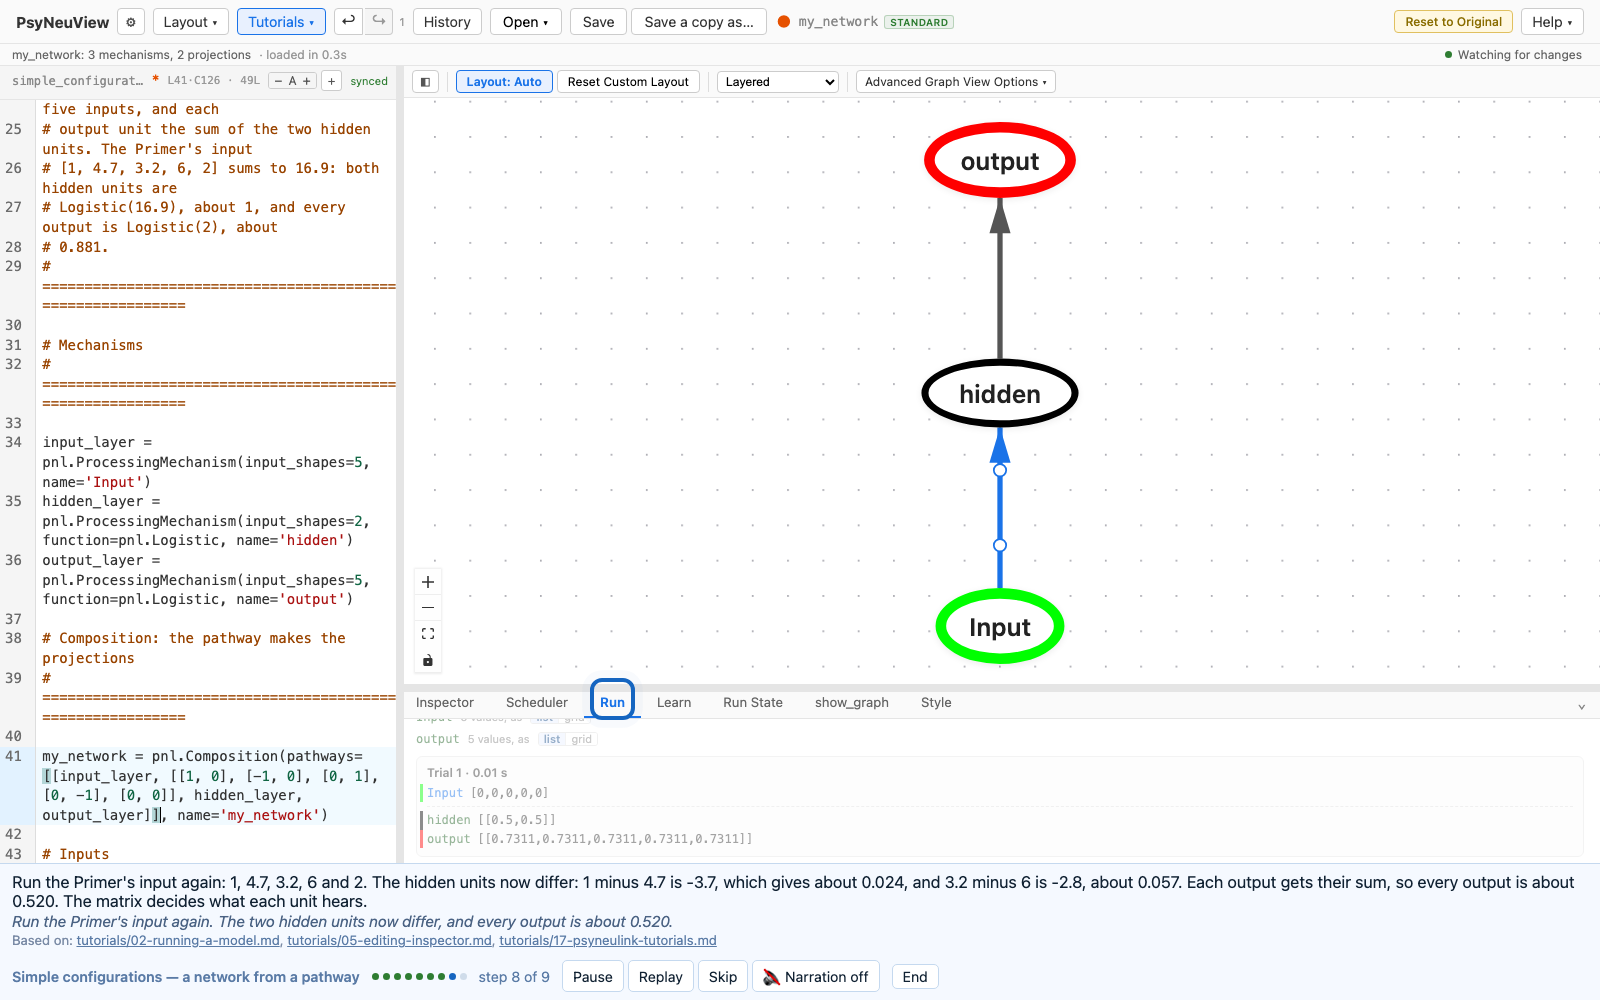 PsyNeuView ⚙ Layout ▾ Tutorials ▾ ↩ ↪ 1 History Open ▾ Save Save a copy as... my_network STANDARD Reset to Original Help ▾
my_network: 3 mechanisms, 2 projections · loaded in 0.3s Watching for changes
simple_configurat… * L41·C126 · 49L − A + + synced
Layout: Auto Reset Custom Layout Layered Advanced Graph View Options ▾
five inputs, and each
25 # output unit the sum of the two hidden
units. The Primer's input
26 # [1, 4.7, 3.2, 6, 2] sums to 16.9: both
hidden units are
27 # Logistic(16.9), about 1, and every
output is Logistic(2), about
28 # 0.881.
29 #
==========================================
=================
30
31 # Mechanisms
32 #
==========================================
=================
33
34 input_layer =
pnl.ProcessingMechanism(input_shapes=5,
name='Input')
35 hidden_layer =
pnl.ProcessingMechanism(input_shapes=2,
function=pnl.Logistic, name='hidden')
36 output_layer =
pnl.ProcessingMechanism(input_shapes=5,
function=pnl.Logistic, name='output')
37
38 # Composition: the pathway makes the
projections
39 #
==========================================
=================
40
41 my_network = pnl.Composition(pathways=
[[input_layer, [[1, 0], [-1, 0], [0, 1],
[0, -1], [0, 0]], hidden_layer,
output_layer]], name='my_network')
42
43 # Inputs
output
hidden
Input
Inspector Scheduler Run Learn Run State show_graph Style
input 5 values, as list grid
output 5 values, as list grid
Trial 1 · 0.01 s
Input [0,0,0,0,0]
hidden [[0.5,0.5]]
output [[0.7311,0.7311,0.7311,0.7311,0.7311]]
Run the Primer's input again: 1, 4.7, 3.2, 6 and 2. The hidden units now differ: 1 minus 4.7 is -3.7, which gives about 0.024, and 3.2 minus 6 is -2.8, about 0.057. Each output gets their sum, so every output is about
0.520. The matrix decides what each unit hears.
Run the Primer's input again. The two hidden units now differ, and every output is about 0.520.
Based on: tutorials/02-running-a-model.md, tutorials/05-editing-inspector.md, tutorials/17-psyneulink-tutorials.md
Simple configurations — a network from a pathway step 8 of 9 Pause Replay Skip Narration off End